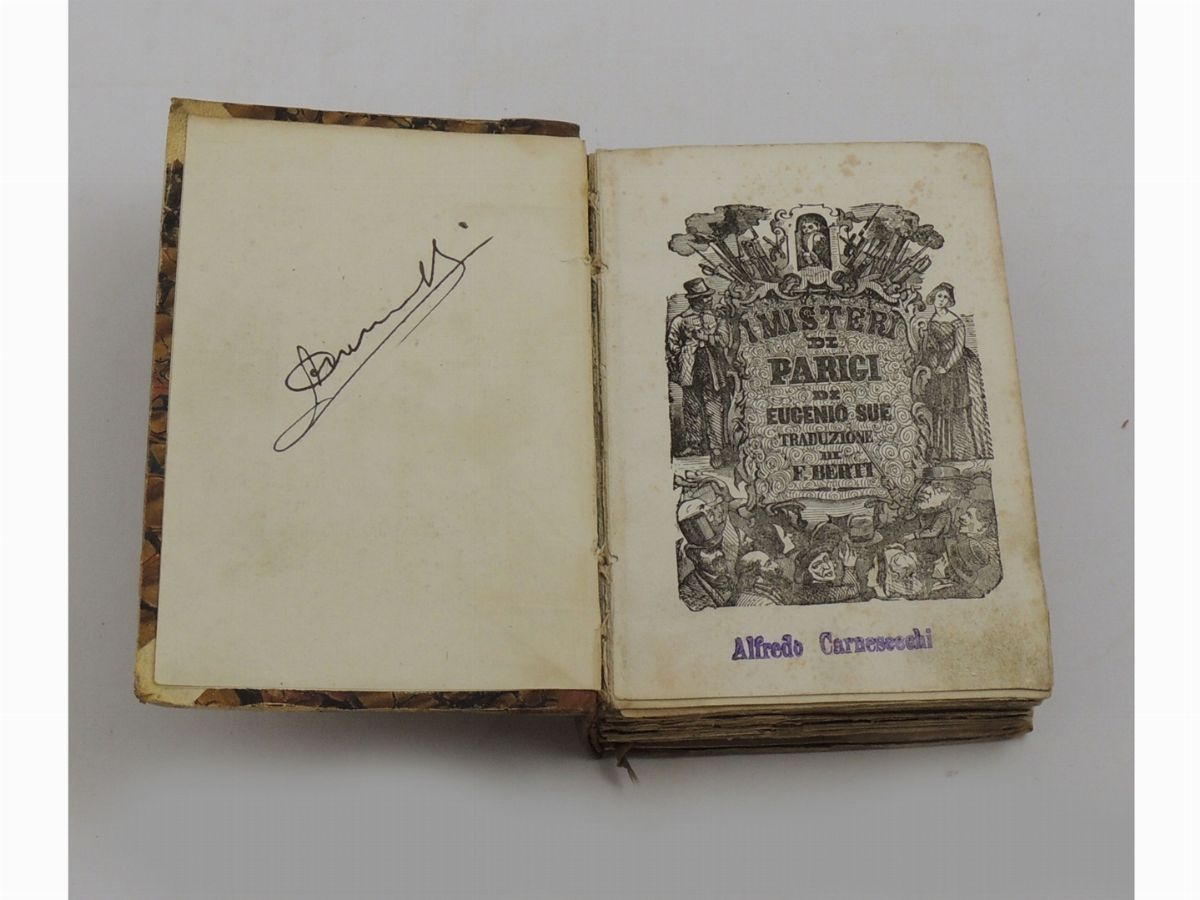 I MISTERI
DI
PARIGI
DI
EUGENIO SUE
TRADUZIONE
DI
F. BERTI
Alfredo Carnesecchi